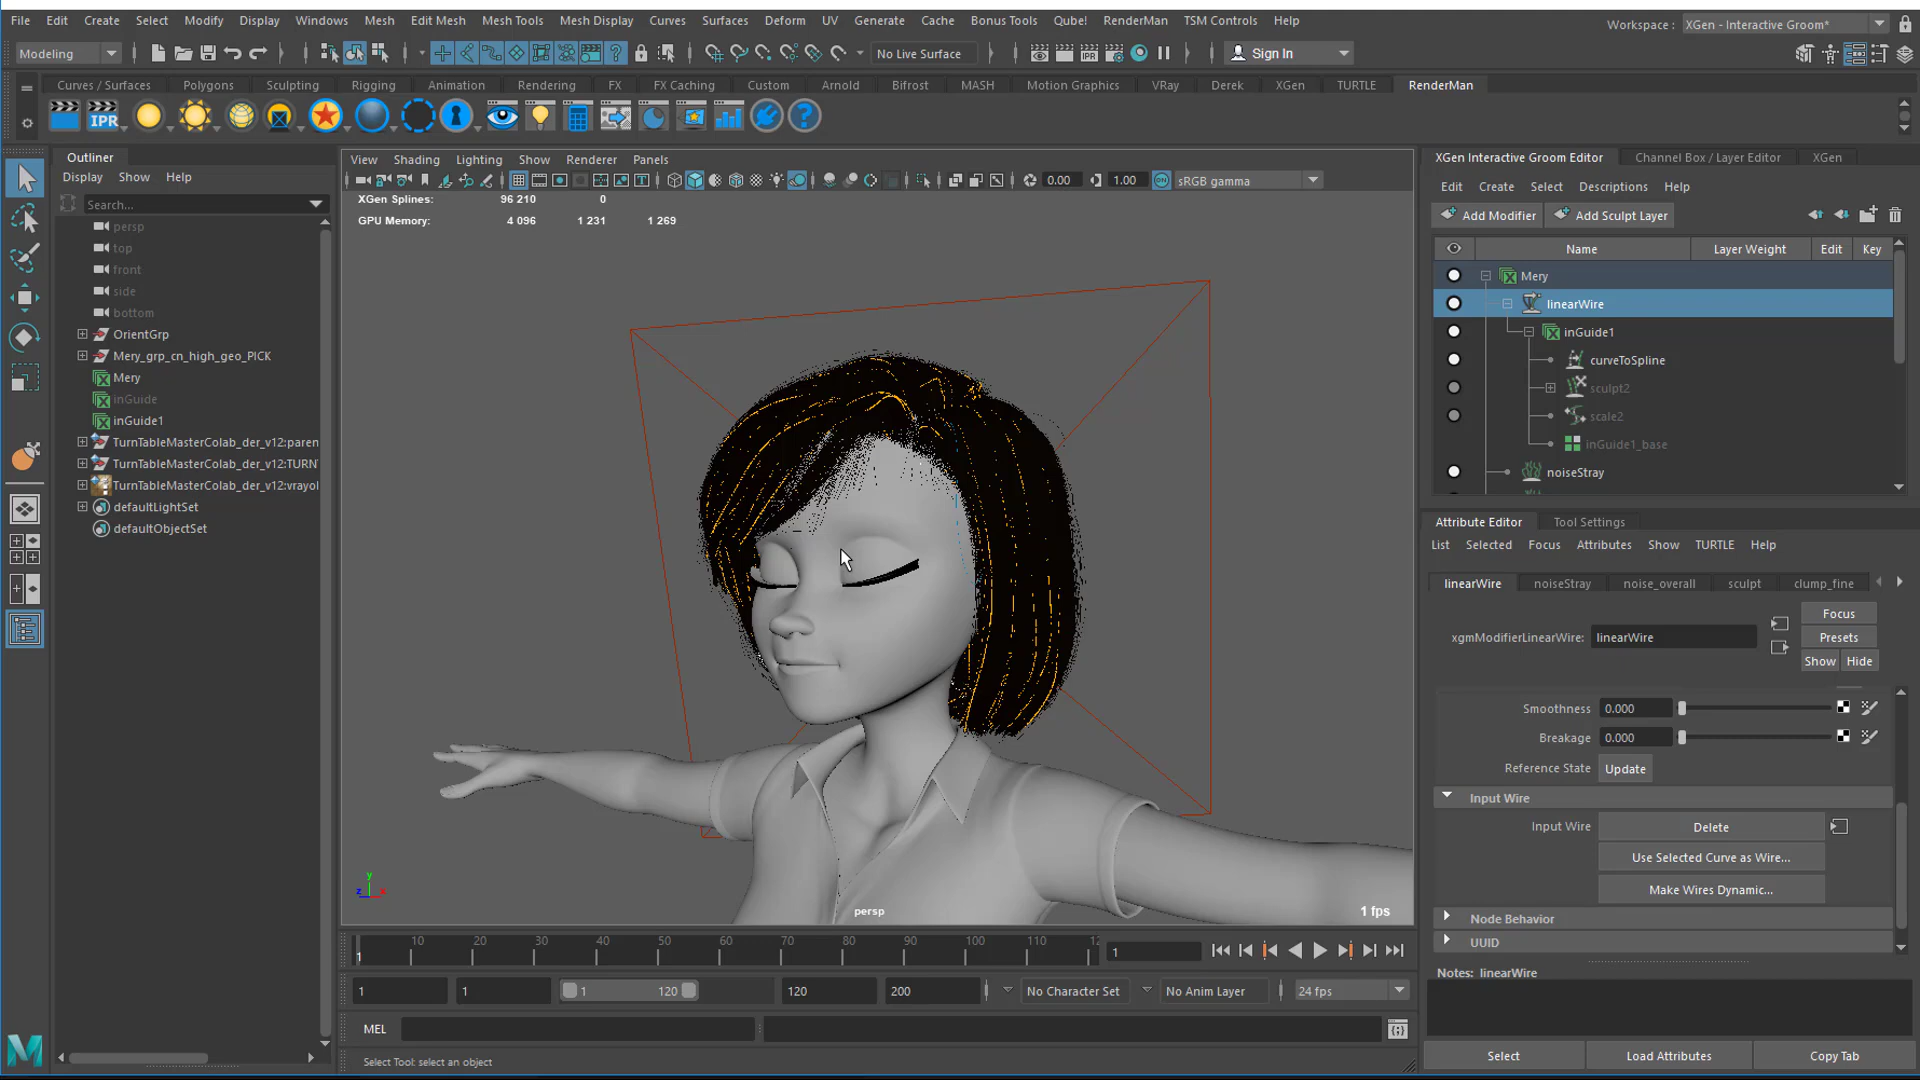 File Edit Create Select Modify Display Windows Mesh Edit Mesh Mesh Tools Mesh Display Curves Surfaces Deform UV Generate Cache Bonus Tools Qube! RenderMan TSM Controls Help
Workspace : XGen - Interactive Groom*
Modeling
No Live Surface
Sign In
Curves / Surfaces Polygons Sculpting Rigging Animation Rendering FX FX Caching Custom Arnold Bifrost MASH Motion Graphics VRay Derek XGen TURTLE RenderMan
IPR
Outliner
Display Show Help
Search...
persp
top
front
side
bottom
OrientGrp
Mery_grp_cn_high_geo_PICK
Mery
inGuide
inGuide1
TurnTableMasterColab_der_v12:paren
TurnTableMasterColab_der_v12:TURN
TurnTableMasterColab_der_v12:vrayo
defaultLightSet
defaultObjectSet
View Shading Lighting Show Renderer Panels
0.00 1.00 ON sRGB gamma
XGen Splines: 96 210 0
GPU Memory: 4 096 1 231 1 269
y
z x
persp
1 fps
XGen Interactive Groom Editor Channel Box / Layer Editor XGen
Edit Create Select Descriptions Help
Add Modifier Add Sculpt Layer
Name Layer Weight Edit Key
Mery
linearWire
inGuide1
curveToSpline
sculpt2
scale2
inGuide1_base
noiseStray
Attribute Editor Tool Settings
List Selected Focus Attributes Show TURTLE Help
linearWire noiseStray noise_overall sculpt clump_fine
Focus
xgmModifierLinearWire: linearWire
Presets
Show Hide
Smoothness 0.000
Breakage 0.000
Reference State Update
Input Wire
Input Wire Delete
Use Selected Curve as Wire...
Make Wires Dynamic...
Node Behavior
UUID
Notes: linearWire
Select Load Attributes Copy Tab
1 10 20 30 40 50 60 70 80 90 100 110 12
1
1 1 1 120 120 200
No Character Set No Anim Layer 24 fps
MEL
Select Tool: select an object